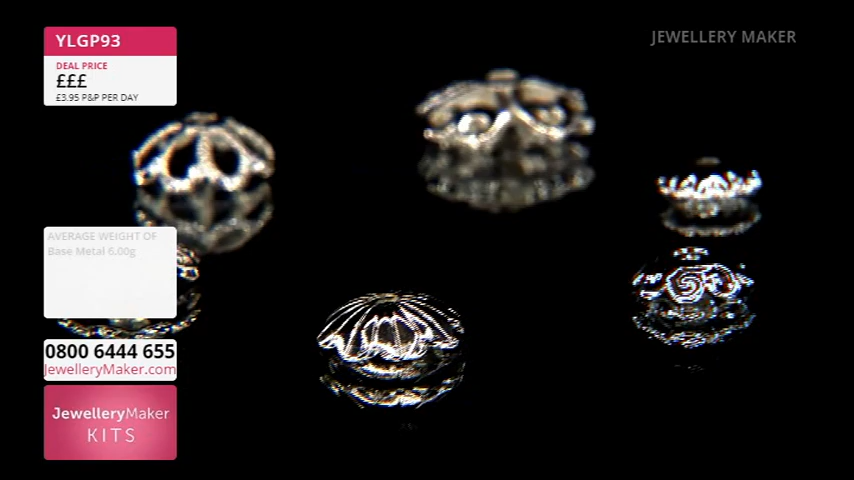 YLGP93
DEAL PRICE
£££
£3.95 P&P PER DAY
JEWELLERY MAKER
AVERAGE WEIGHT OF
Base Metal 6.00g
0800 6444 655
JewelleryMaker.com
JewelleryMaker
KITS